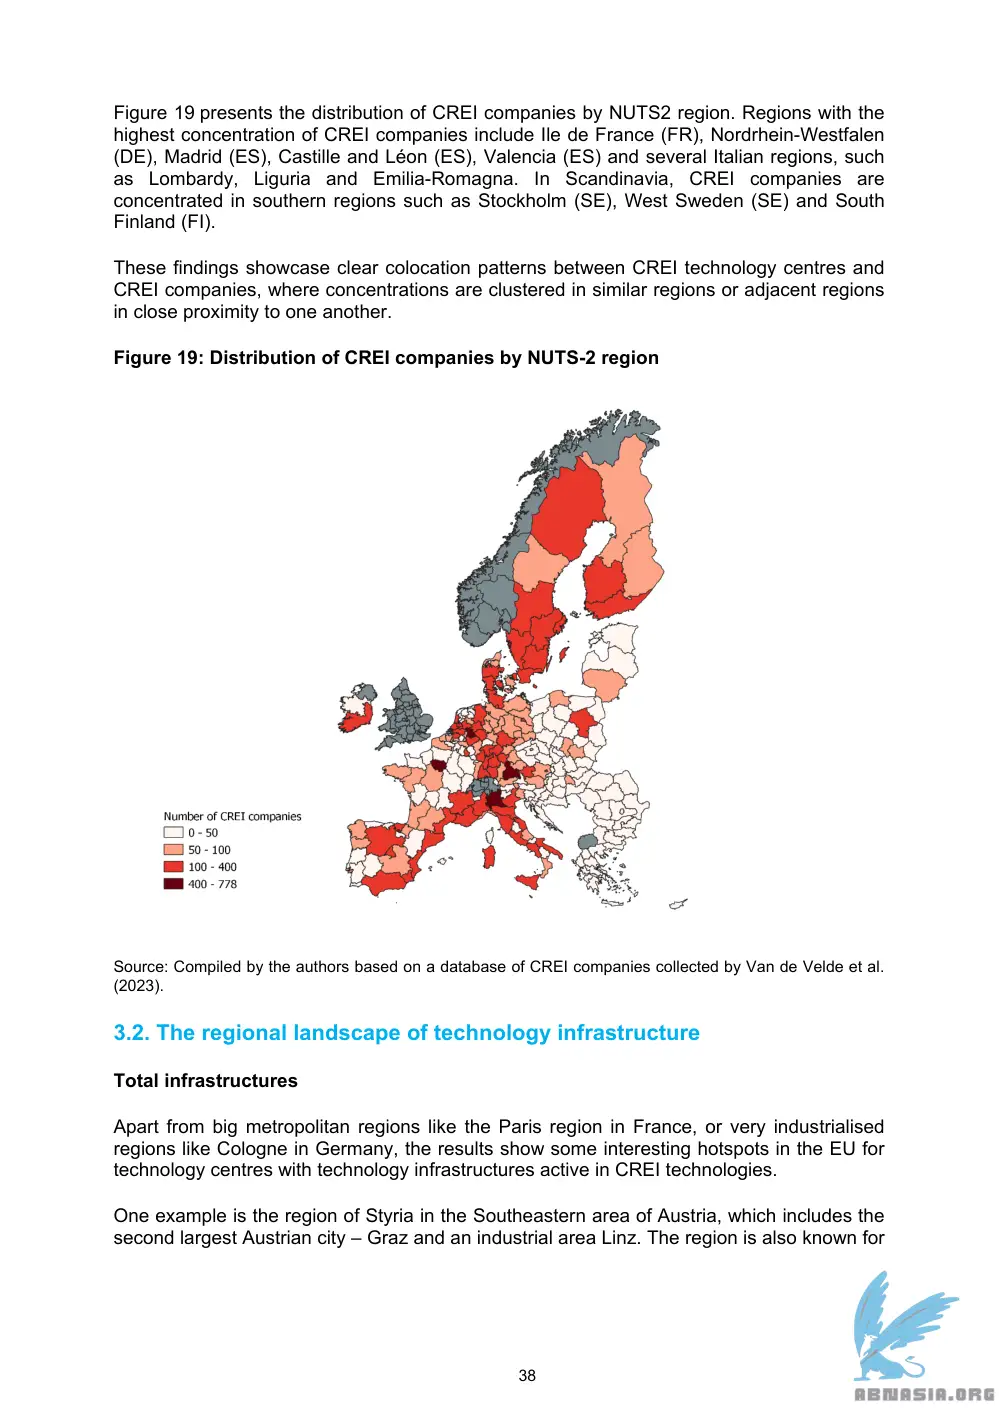 Figure 19 presents the distribution of CREI companies by NUTS2 region. Regions with the
highest concentration of CREI companies include Ile de France (FR), Nordrhein-Westfalen
(DE), Madrid (ES), Castille and Léon (ES), Valencia (ES) and several Italian regions, such
as Lombardy, Liguria and Emilia-Romagna. In Scandinavia, CREI companies are
concentrated in southern regions such as Stockholm (SE), West Sweden (SE) and South
Finland (FI).
These findings showcase clear colocation patterns between CREI technology centres and
CREI companies, where concentrations are clustered in similar regions or adjacent regions
in close proximity to one another.
Figure 19: Distribution of CREI companies by NUTS-2 region
Number of CREI companies
0 - 50
50 - 100
100 - 400
400 - 778
Source: Compiled by the authors based on a database of CREI companies collected by Van de Velde et al.
(2023).
3.2. The regional landscape of technology infrastructure
Total infrastructures
Apart from big metropolitan regions like the Paris region in France, or very industrialised
regions like Cologne in Germany, the results show some interesting hotspots in the EU for
technology centres with technology infrastructures active in CREI technologies.
One example is the region of Styria in the Southeastern area of Austria, which includes the
second largest Austrian city – Graz and an industrial area Linz. The region is also known for
38
ABNASIA.ORG